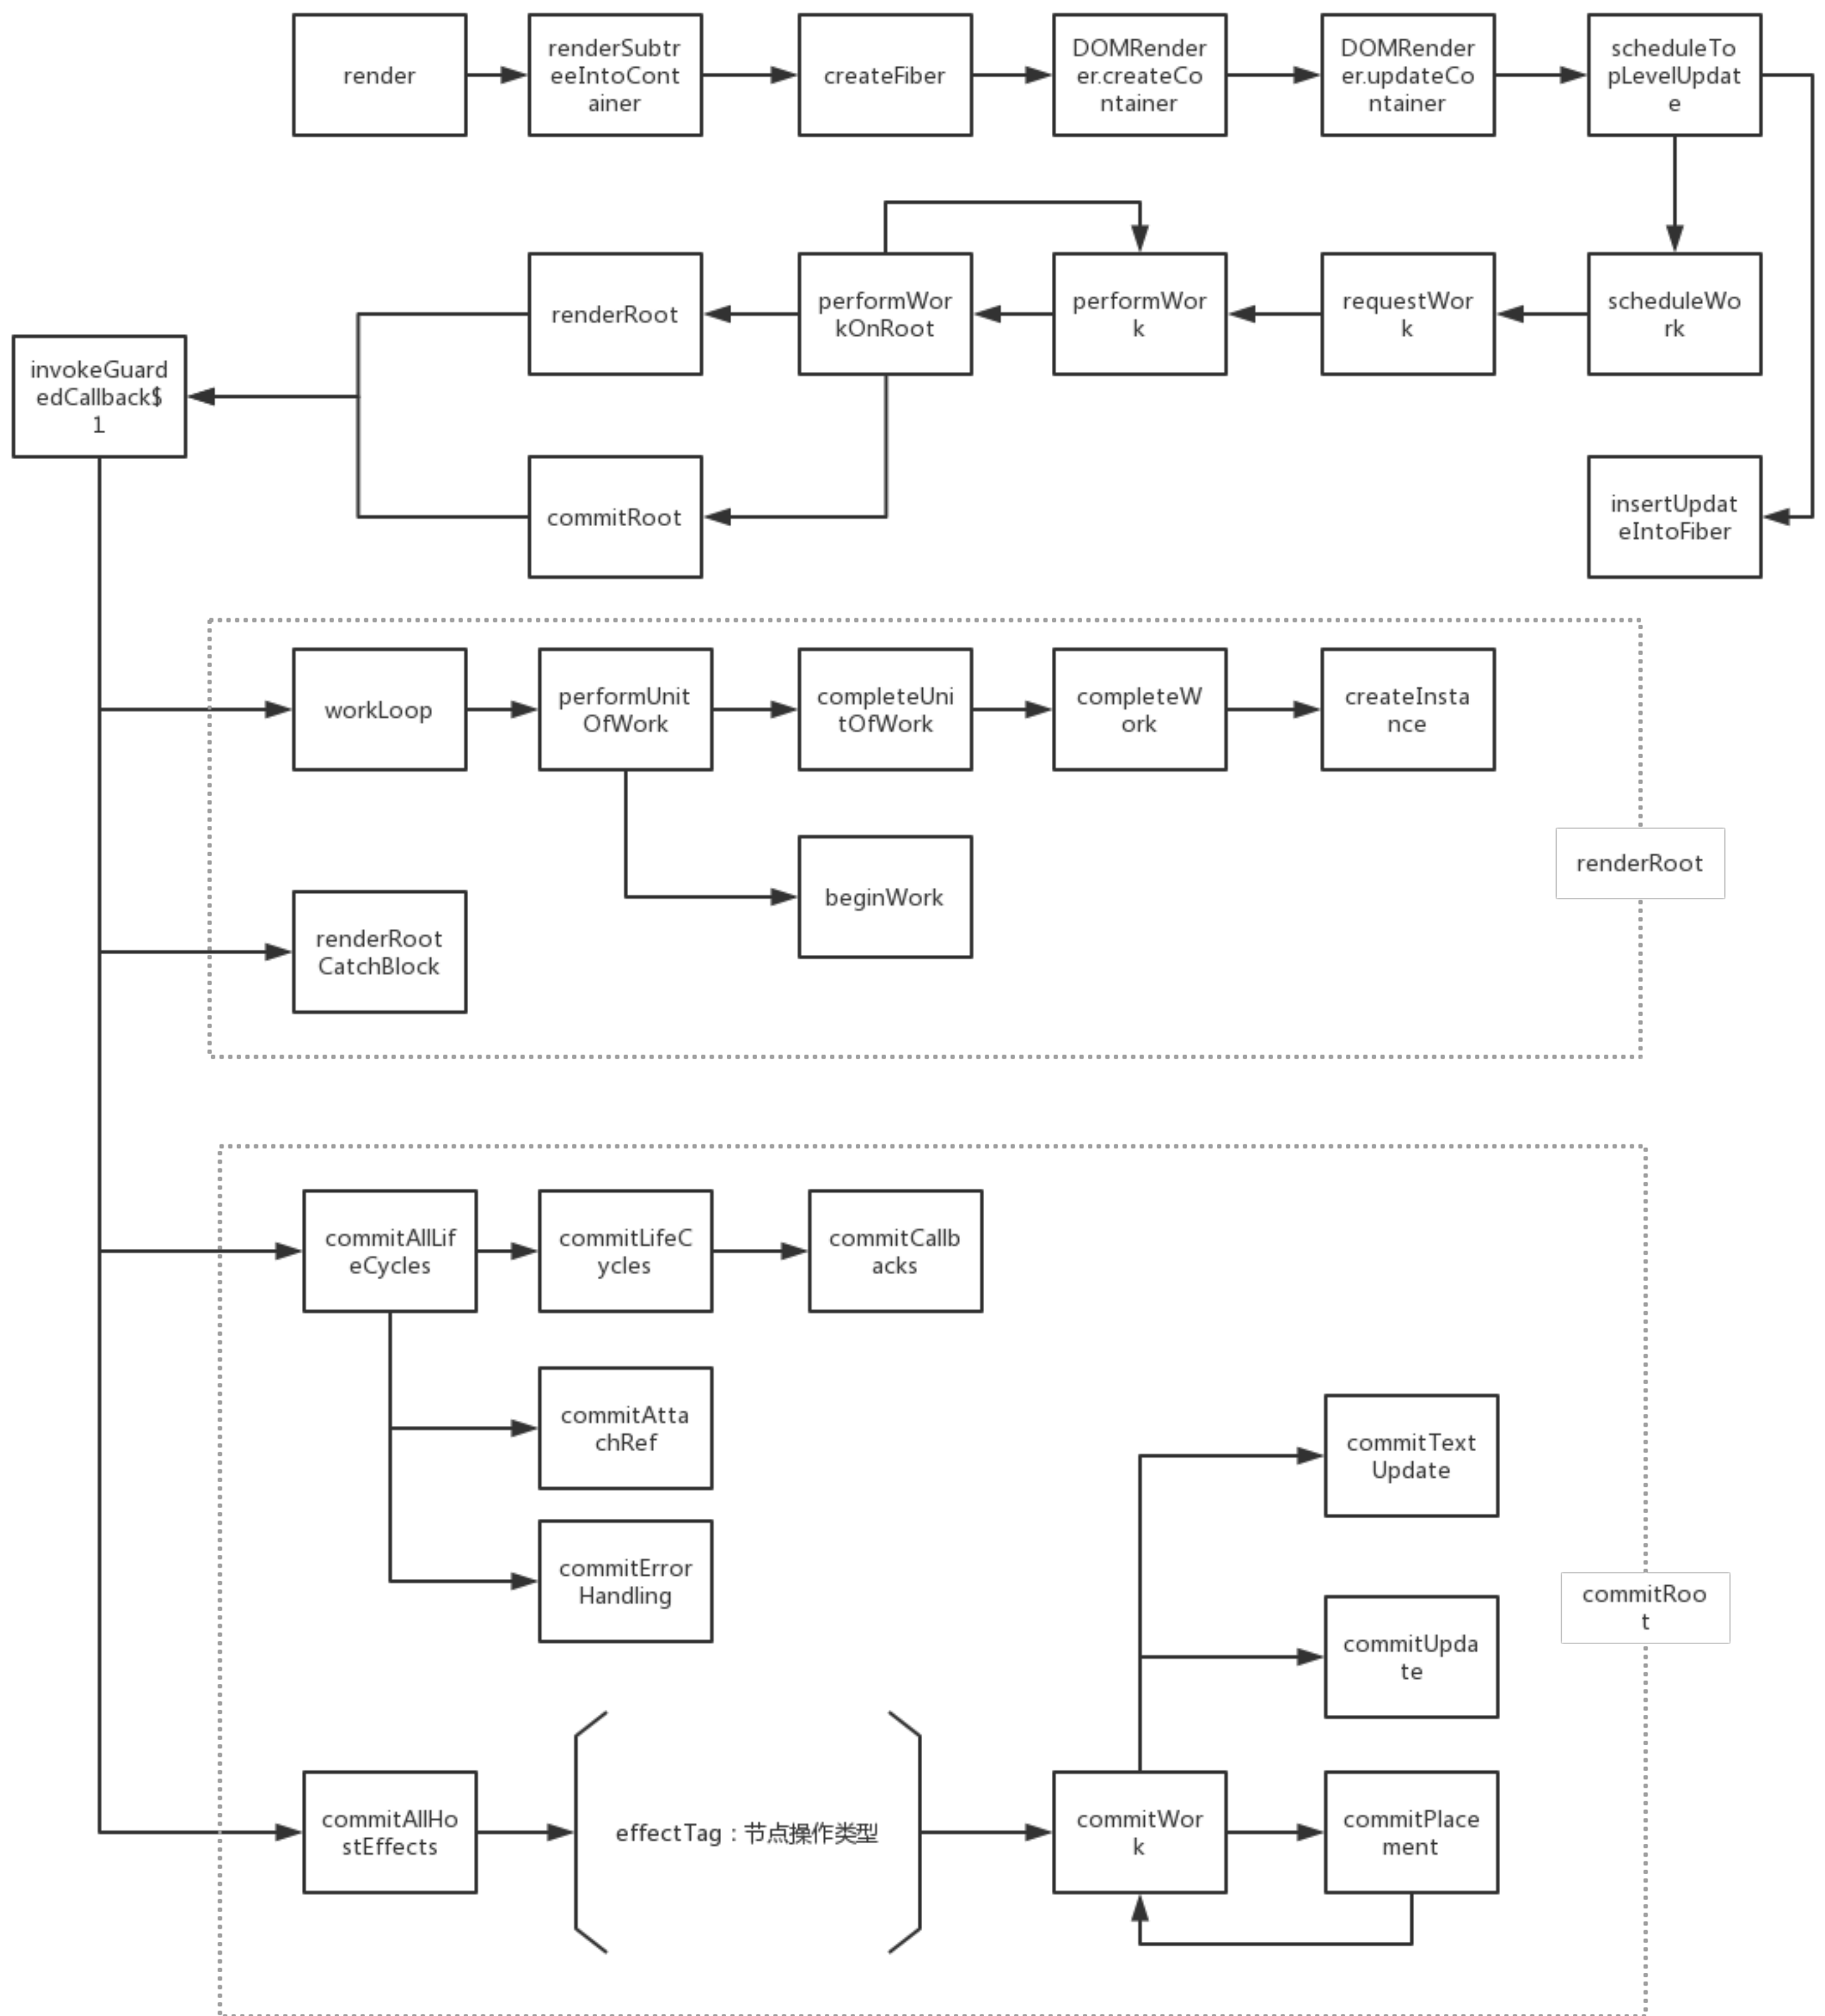 render
renderSubtr
eeIntoCont
ainer
createFiber
DOMRender
er.createCo
ntainer
DOMRender
er.updateCo
ntainer
scheduleTo
pLevelUpdat
e
renderRoot
performWor
kOnRoot
performWor
k
requestWor
k
scheduleWo
rk
invokeGuard
edCallback$
1
commitRoot
insertUpdat
eIntoFiber
workLoop
performUnit
OfWork
completeUni
tOfWork
completeW
ork
createInsta
nce
renderRoot
beginWork
renderRoot
CatchBlock
commitAllLif
eCycles
commitLifeC
ycles
commitCallb
acks
commitAtta
chRef
commitText
Update
commitError
Handling
commitRoo
t
commitUpda
te
commitAllHo
stEffects
effectTag：节点操作类型
commitWor
k
commitPlace
ment